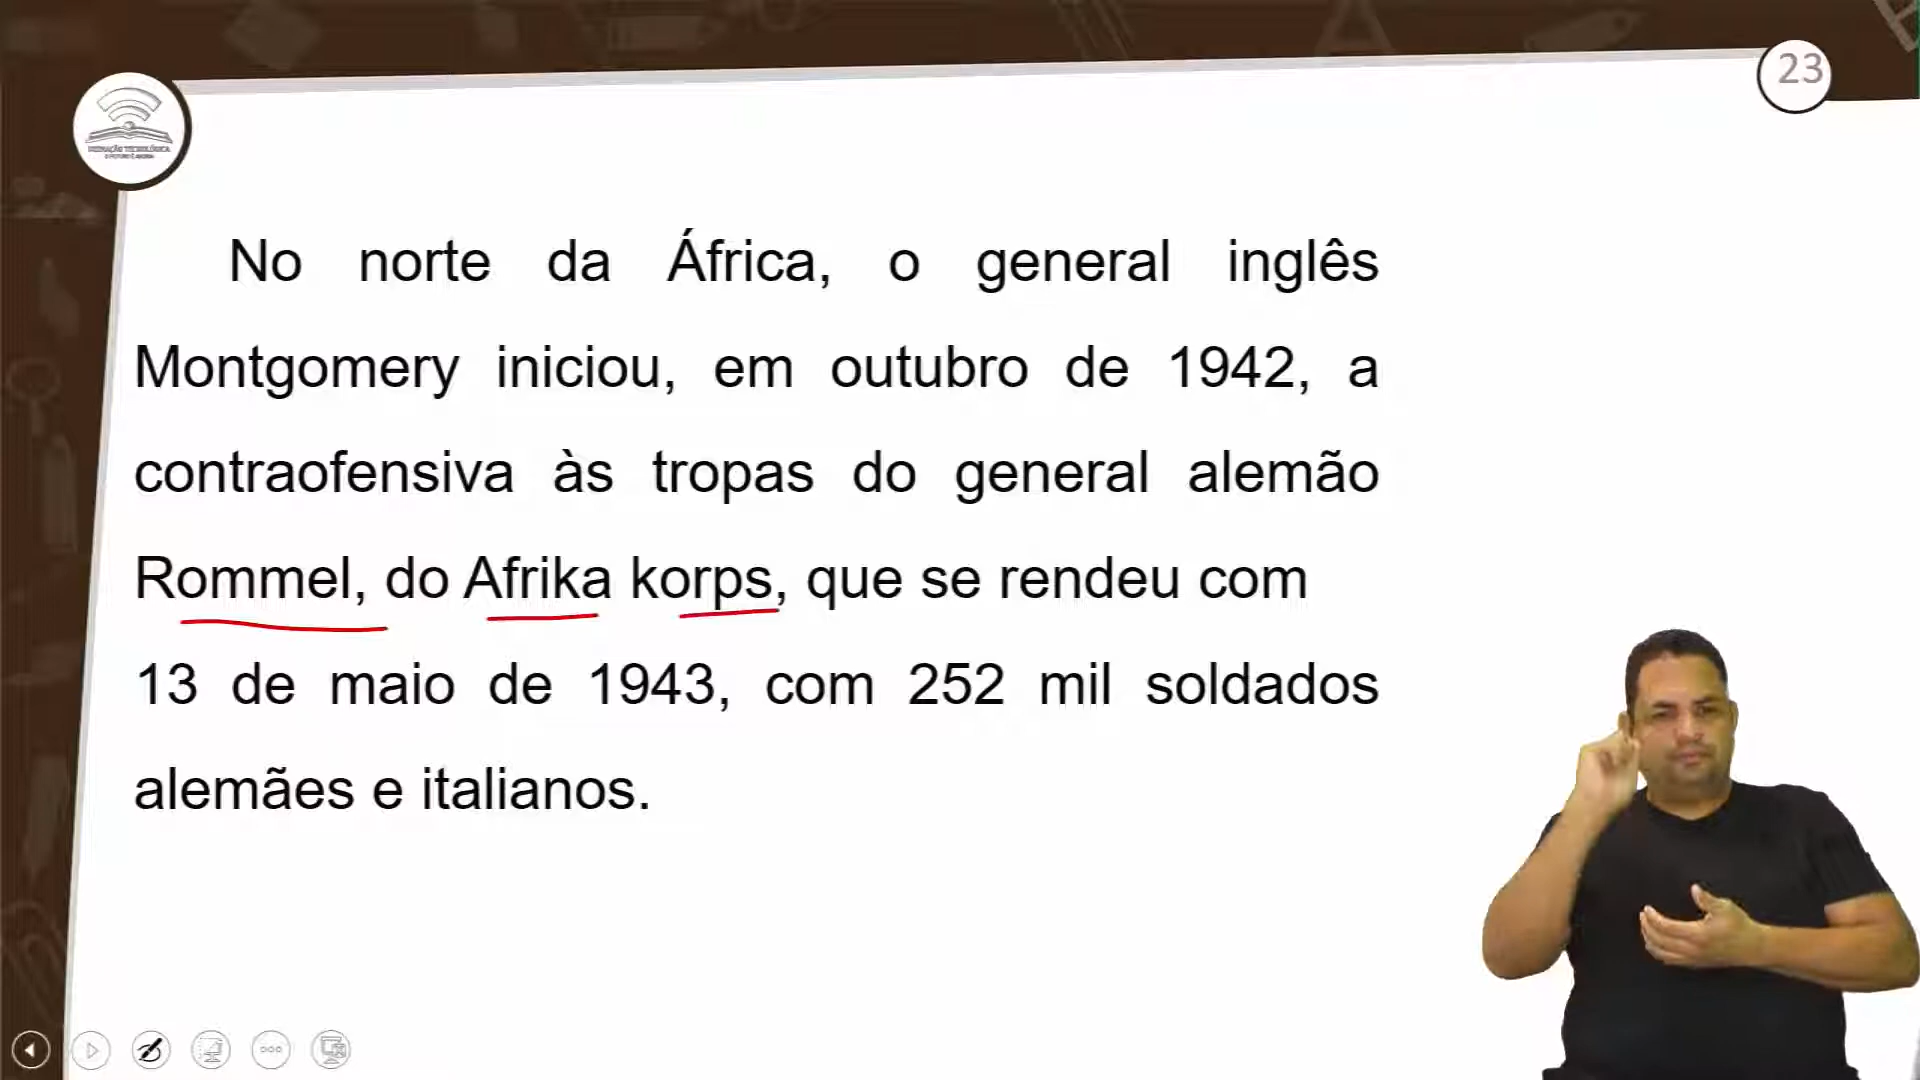 23
MEDIAÇÃO TECNOLÓGICA
No norte da África, o general inglês
Montgomery iniciou, em outubro de 1942, a
contraofensiva às tropas do general alemão
Rommel, do Afrika korps, que se rendeu com
13 de maio de 1943, com 252 mil soldados
alemães e italianos.